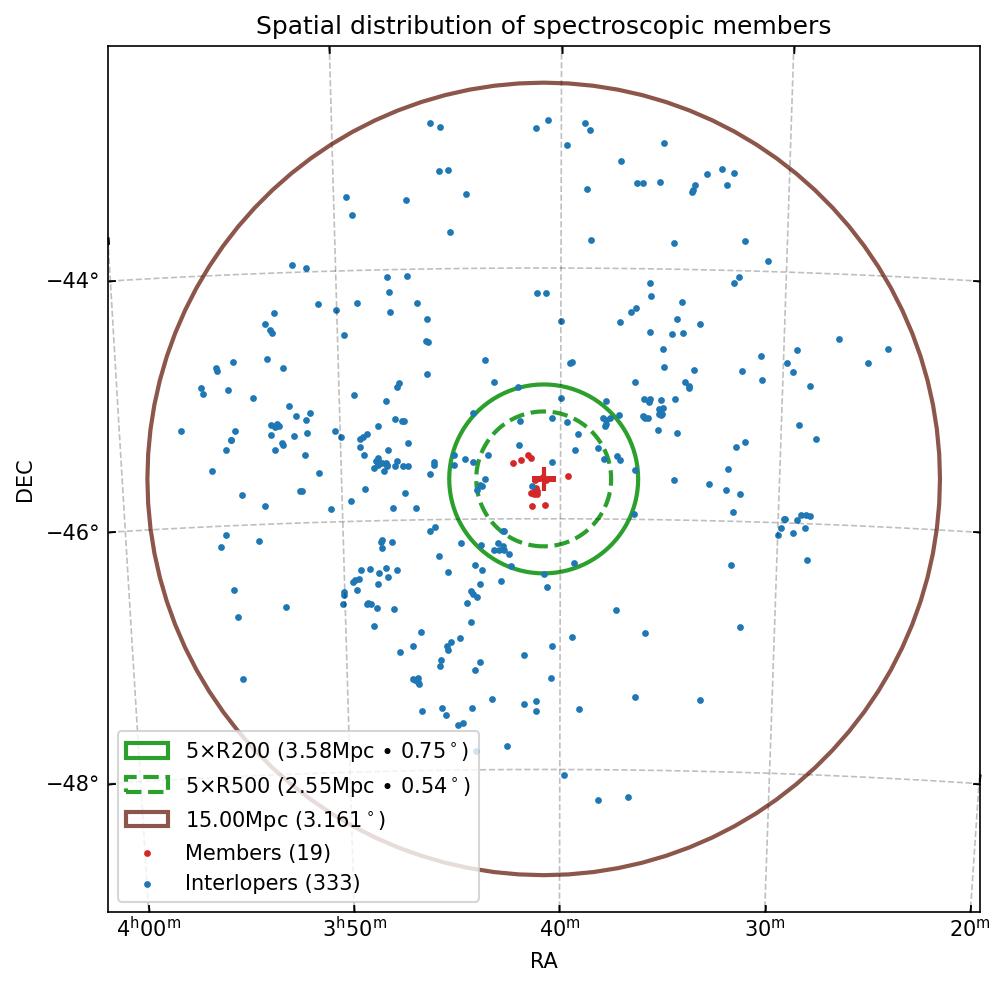 Spatial distribution of spectroscopic members
DEC
−44°
−46°
−48°
5×R200 (3.58Mpc • 0.75°)
5×R500 (2.55Mpc • 0.54°)
15.00Mpc (3.161°)
Members (19)
Interlopers (333)
4ʰ00ᵐ 3ʰ50ᵐ 40ᵐ 30ᵐ 20ᵐ
RA